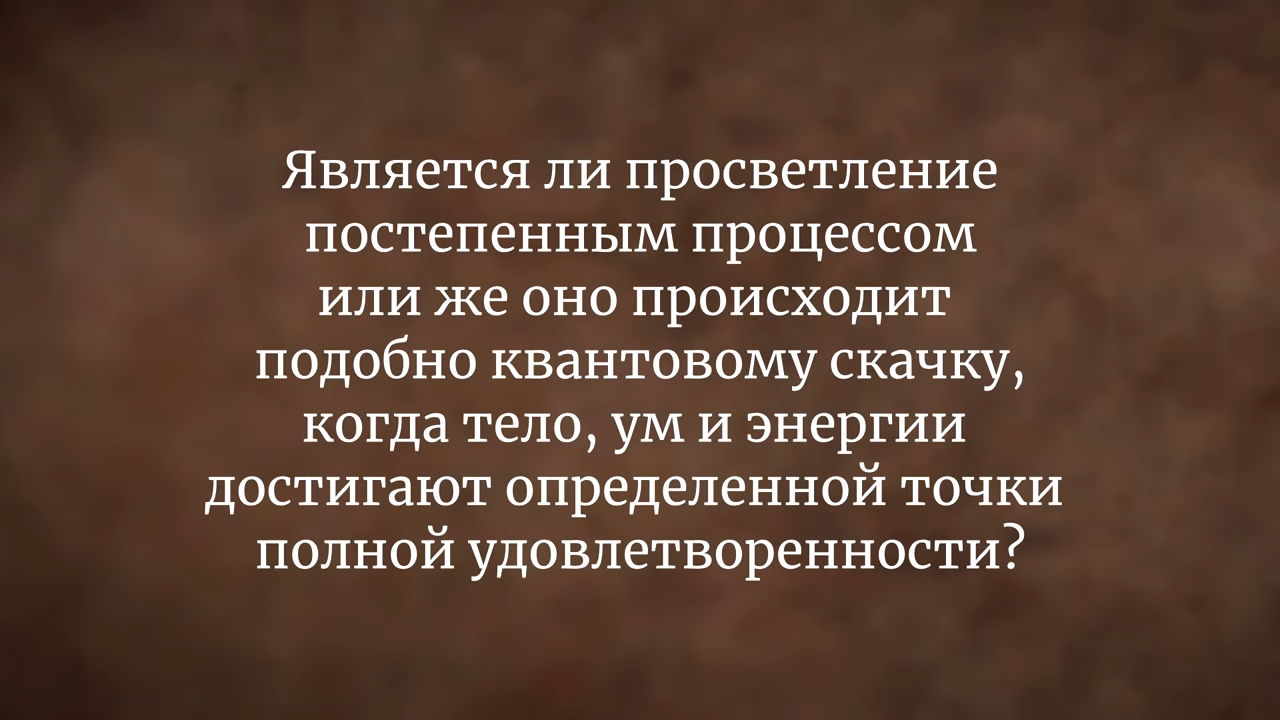 Является ли просветление
постепенным процессом
или же оно происходит
подобно квантовому скачку,
когда тело, ум и энергии
достигают определенной точки
полной удовлетворенности?